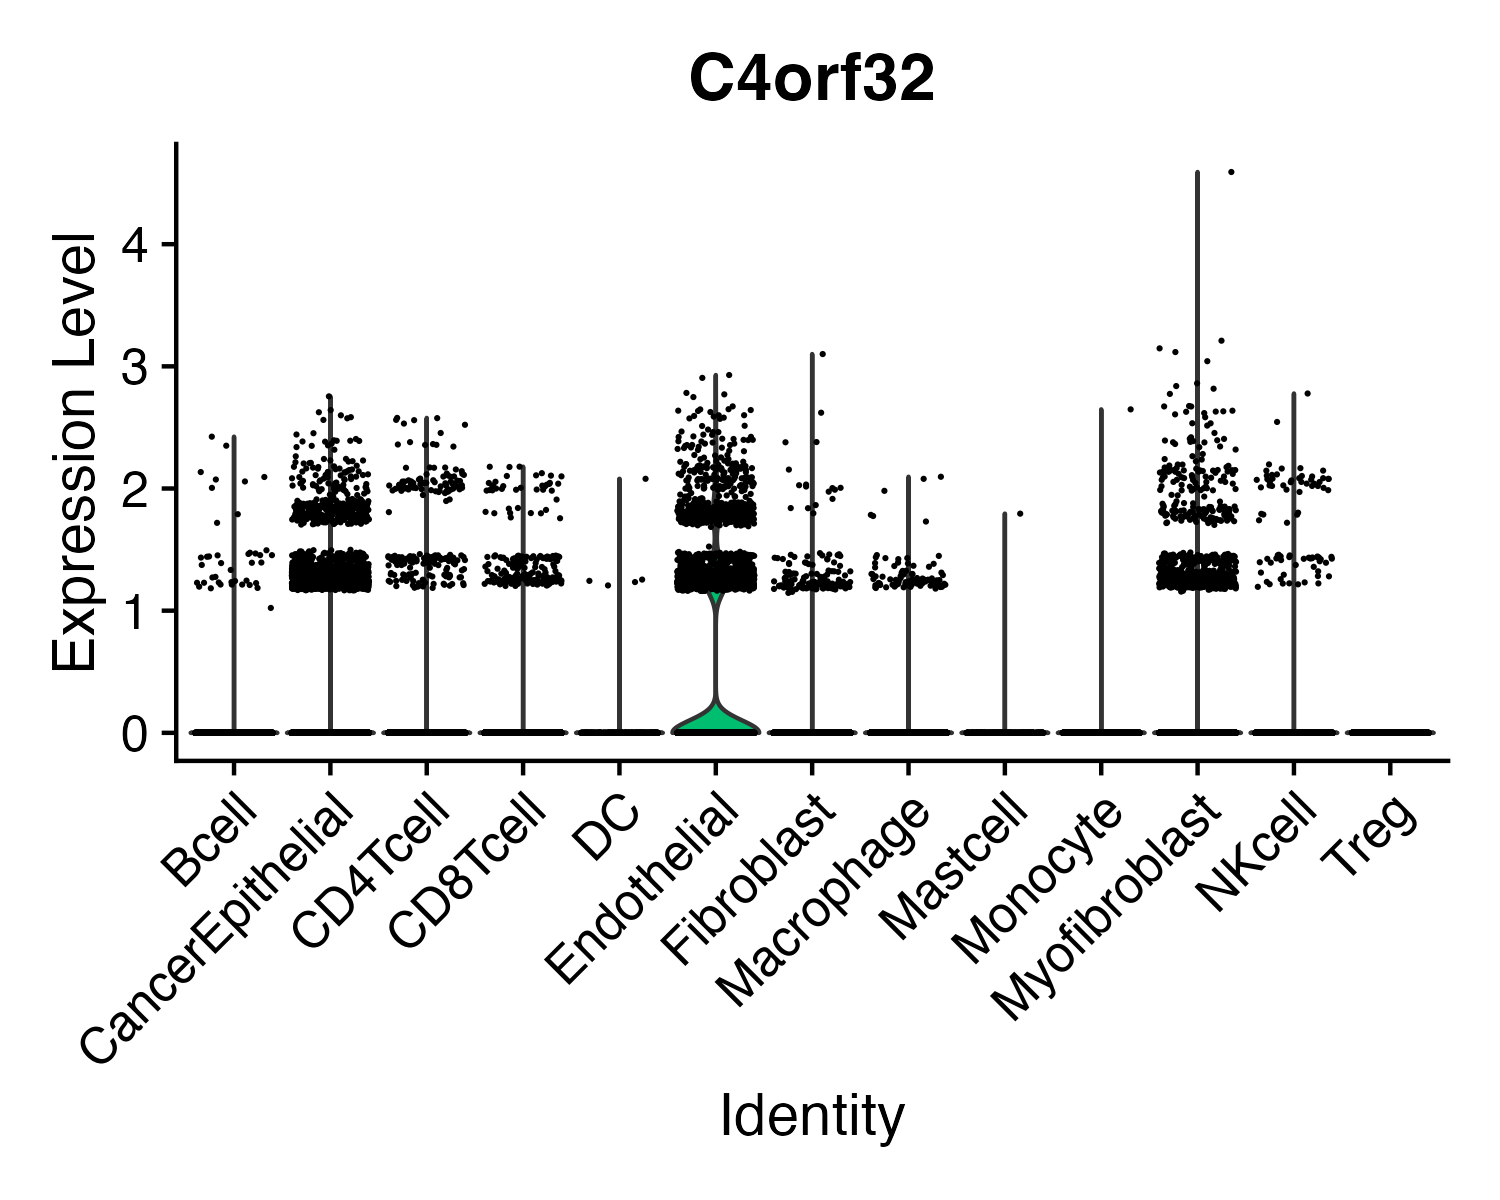 C4orf32
Expression Level
4
3
2
1
0
Bcell
CancerEpithelial
CD4Tcell
CD8Tcell
DC
Endothelial
Fibroblast
Macrophage
Mastcell
Monocyte
Myofibroblast
NKcell
Treg
Identity